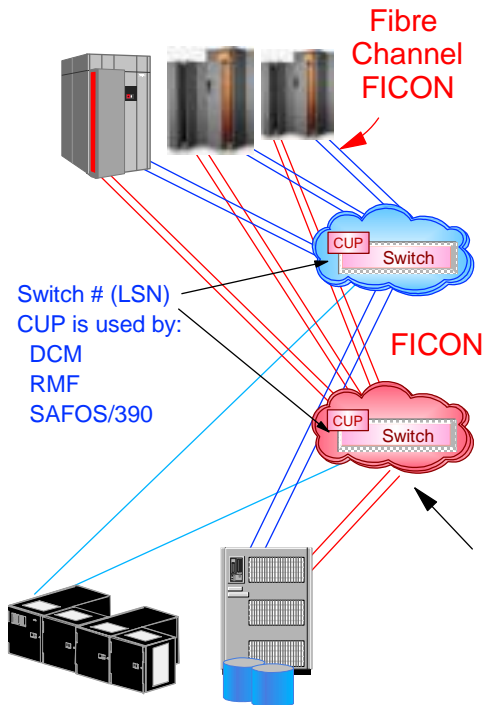 Fibre
Channel
FICON
CUP
Switch
Switch # (LSN)
CUP is used by:
DCM
RMF
SAFOS/390
FICON
CUP
Switch